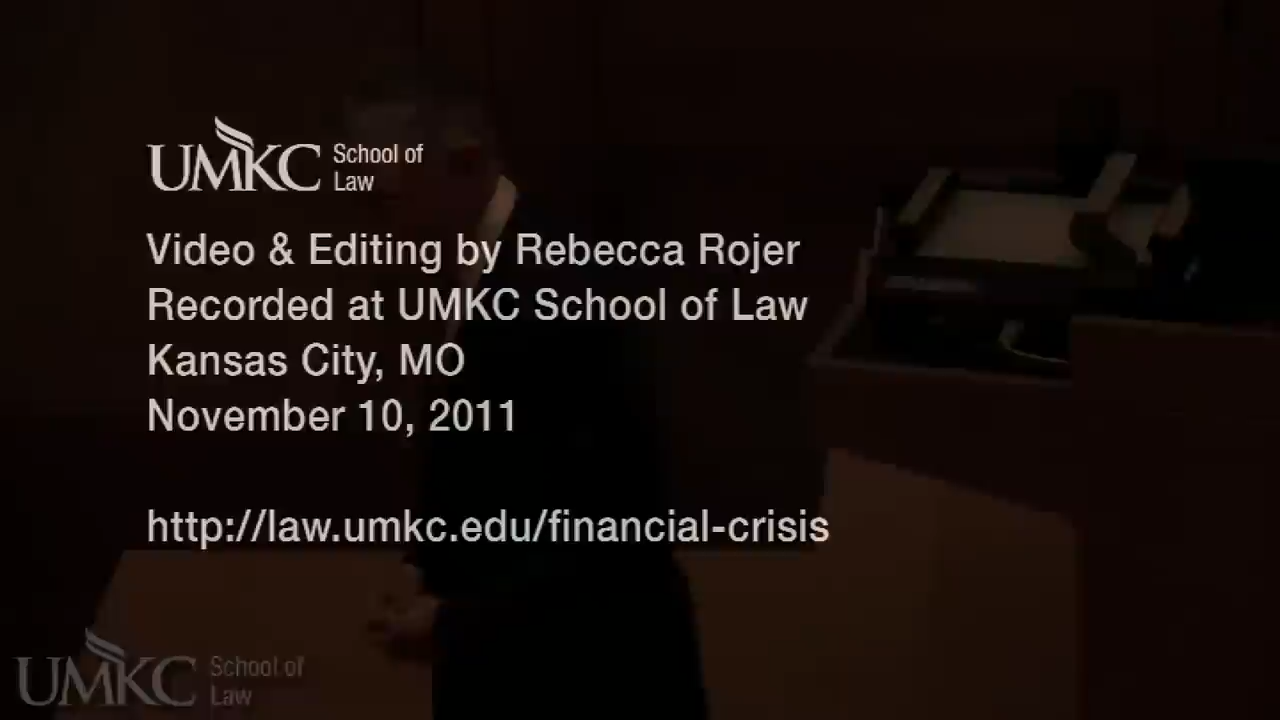 UMKC School of
Law
Video & Editing by Rebecca Rojer
Recorded at UMKC School of Law
Kansas City, MO
November 10, 2011
http://law.umkc.edu/financial-crisis
UMKC School of
Law